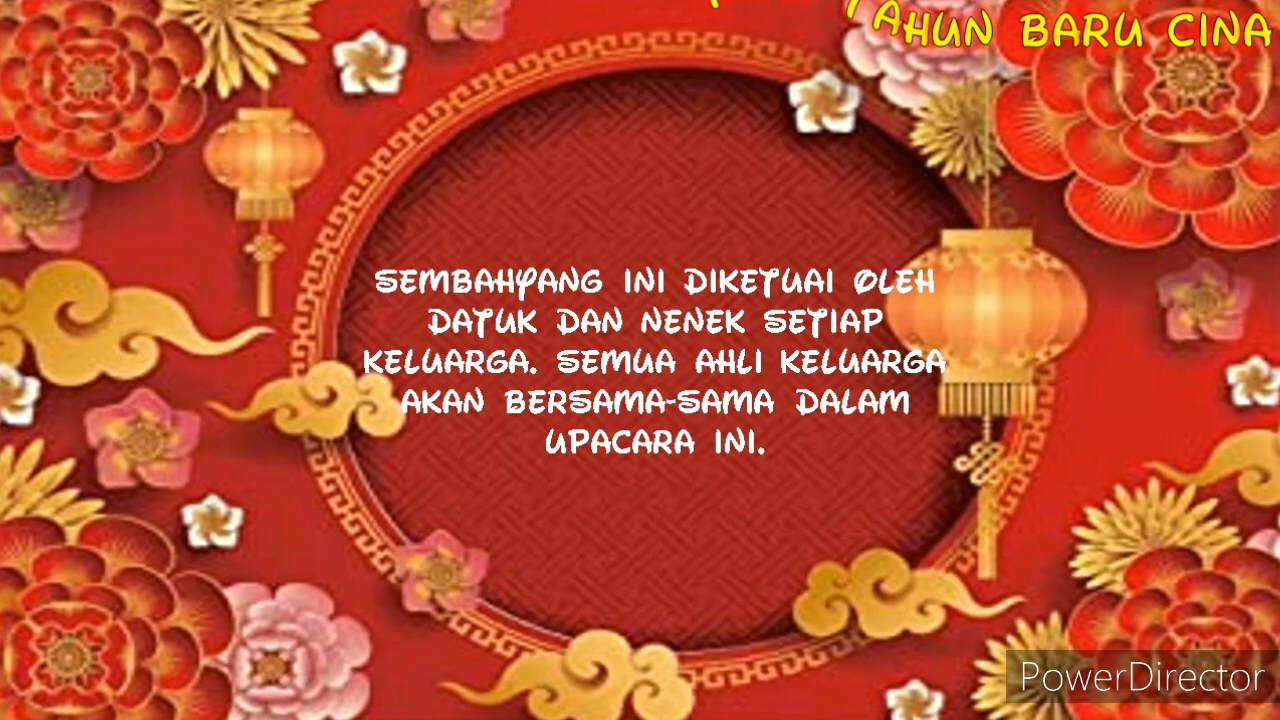 TAHUN BARU CINA
SEMBAHYANG INI DIKETUAI OLEH
DATUK DAN NENEK SETIAP
KELUARGA. SEMUA AHLI KELUARGA
AKAN BERSAMA-SAMA DALAM
UPACARA INI.
PowerDirector